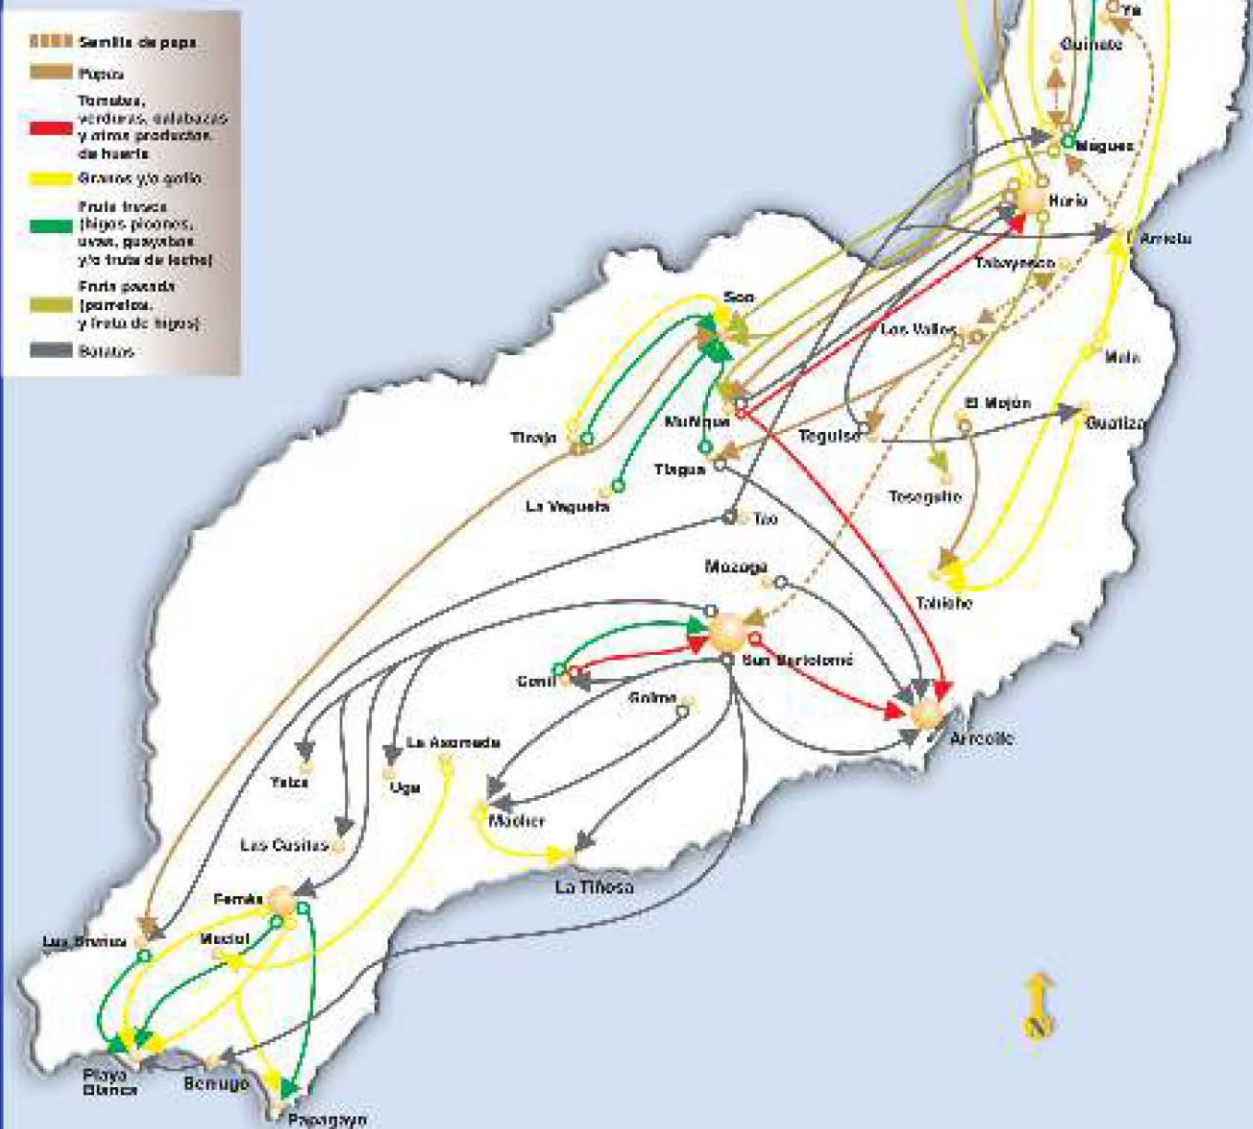 Semilla de papa
Papas
Tomates,
verduras, calabazas
y otros productos
de huerta
Granos y/o gofio
Fruta fresca
(higos picones,
uvas, guayabos
y/o fruta de leche)
Fruta pasada
(porretos,
y fruta de higos)
Batatas
Ye
Guinate
Máguez
Haría
Arrieta
Tabayesco
Soo
Los Valles
Mala
El Mojón
Guatiza
Muñique
Teguise
Tinajo
Tiagua
Teseguite
La Vegueta
Tao
Mozaga
Tahiche
San Bartolomé
Conil
Güime
Arrecife
La Asomada
Yaiza
Uga
Mácher
Las Casitas
La Tiñosa
Femés
Las Breñas
Maciot
N
Playa
Blanca
Berrugo
Papagayo